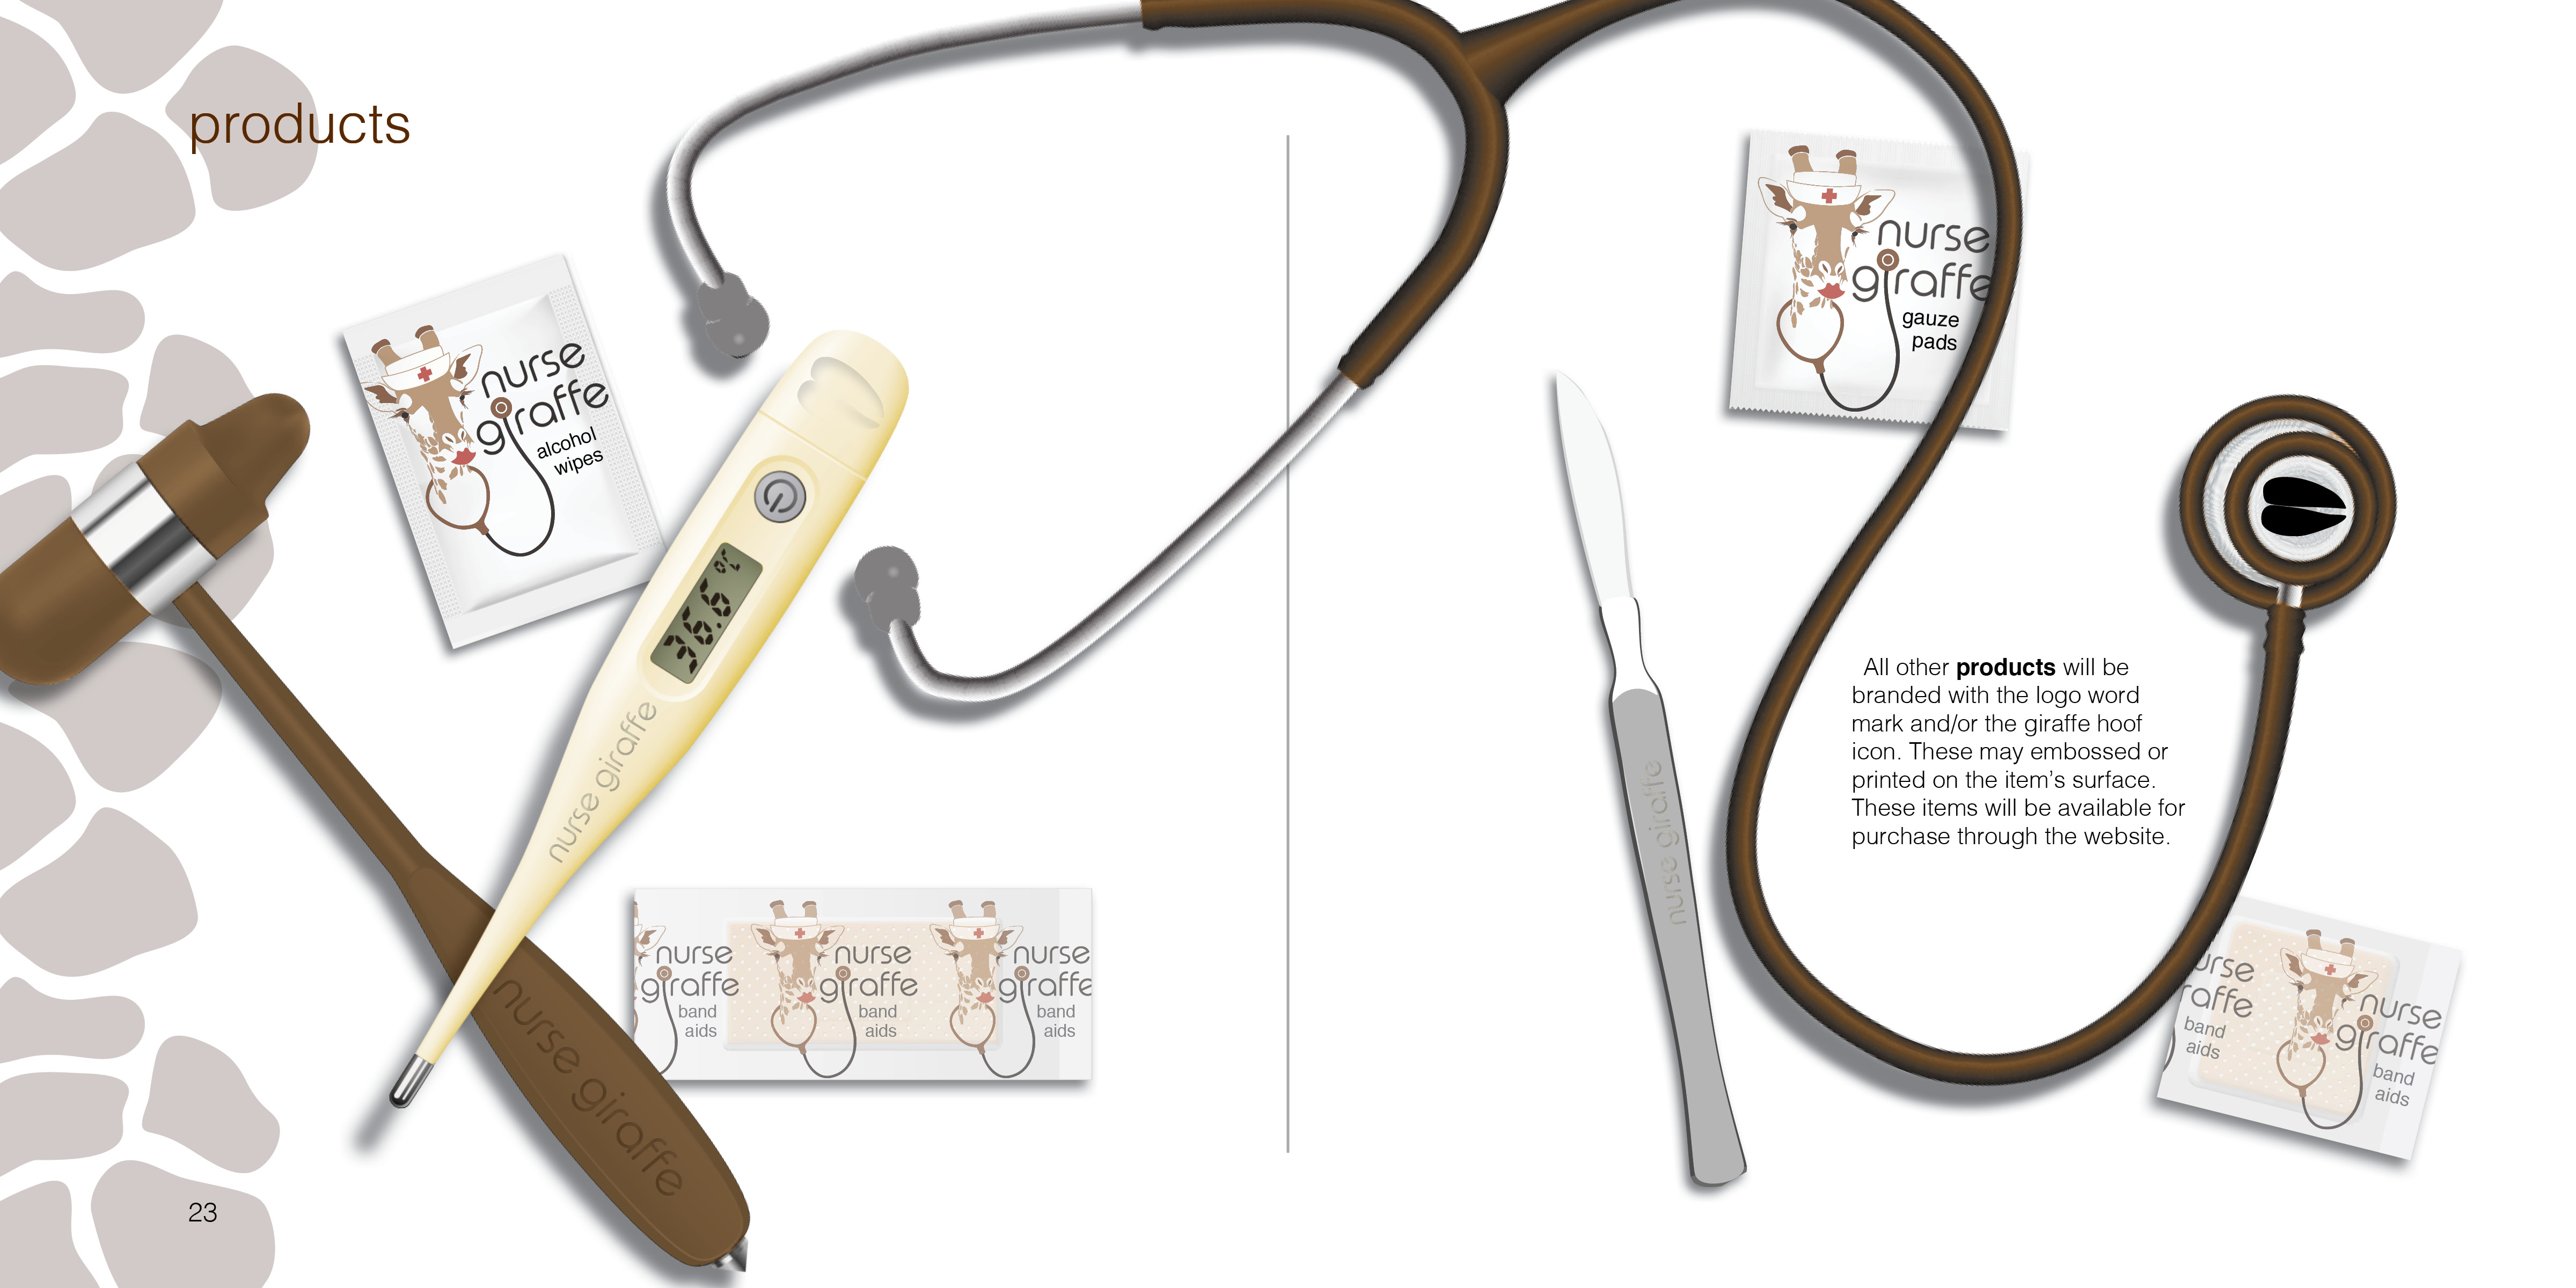 products
nurse
giraffe
alcohol
wipes
36.6 °C
nurse giraffe
nurse giraffe
nurse
giraffe
band
aids
nurse
giraffe
band
aids
nurse
giraffe
band
aids
23
nurse
giraffe
gauze
pads
nurse giraffe
All other products will be
branded with the logo word
mark and/or the giraffe hoof
icon. These may embossed or
printed on the item’s surface.
These items will be available for
purchase through the website.
urse
raffe
band
aids
nurse
giraffe
band
aids